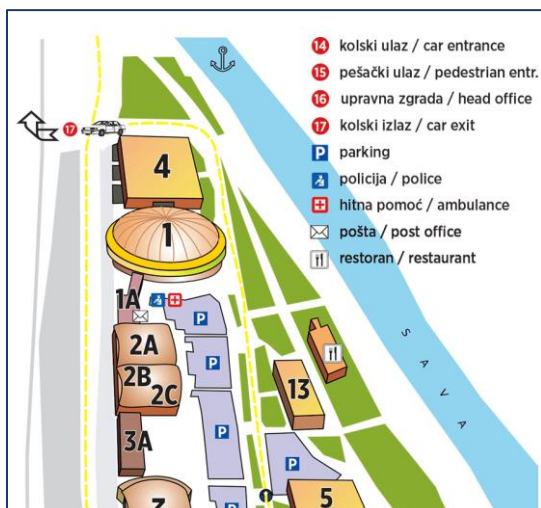 14 kolski ulaz / car entrance
15 pešački ulaz / pedestrian entr.
16 upravna zgrada / head office
17 kolski izlaz / car exit
P parking
policija / police
hitna pomoć / ambulance
pošta / post office
restoran / restaurant
17
4
1
1A
P
2A
P
2B
2C
13
3A
P
P
P
5
SAVA